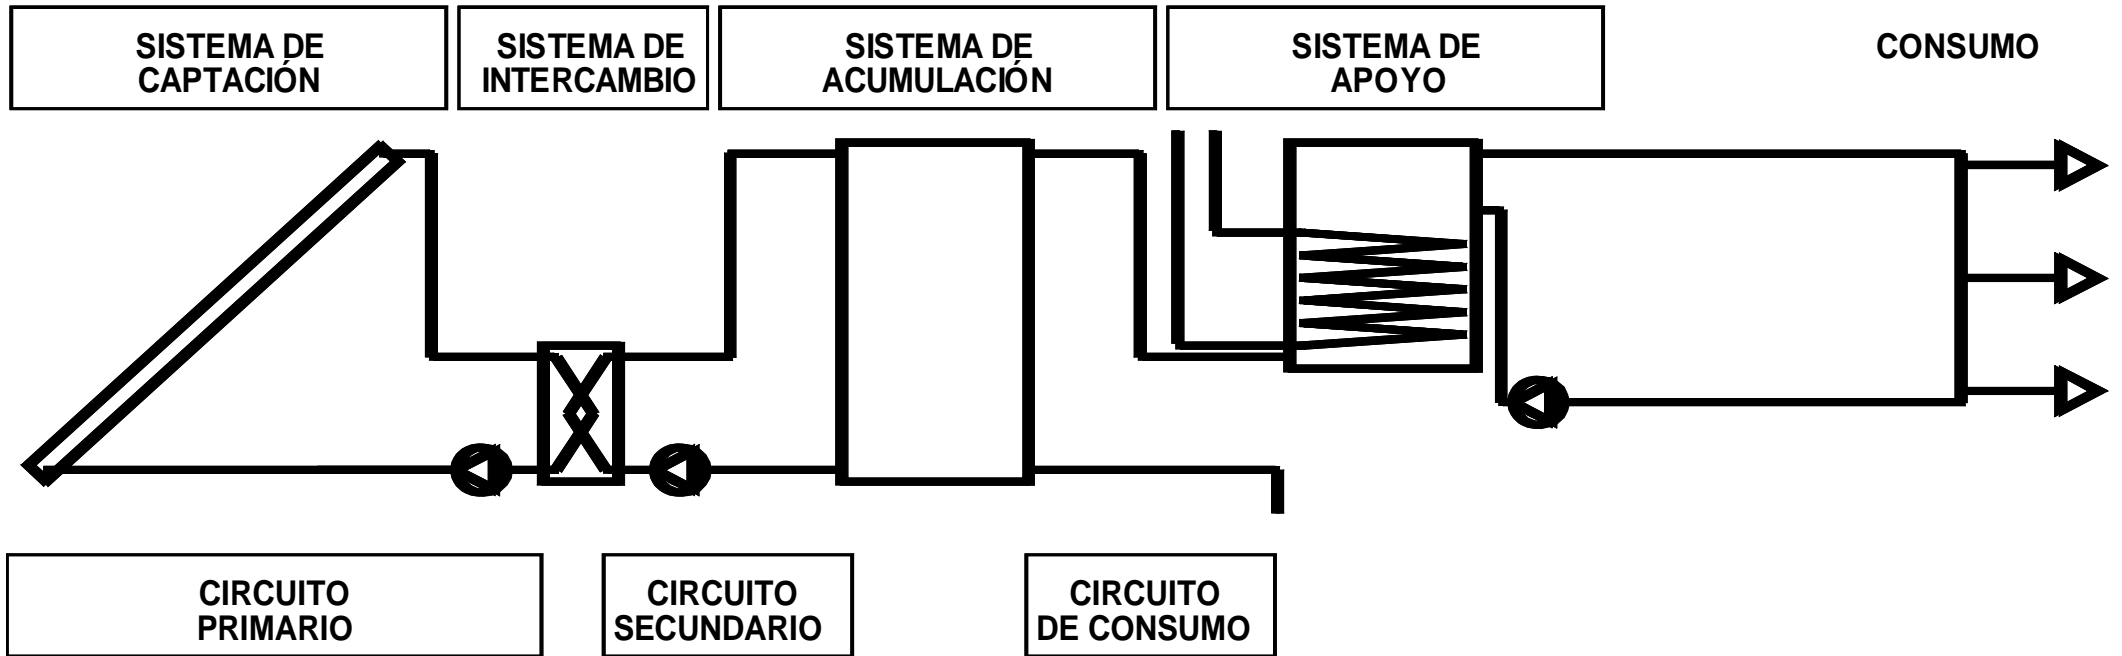 SISTEMA DE
CAPTACIÓN
SISTEMA DE
INTERCAMBIO
SISTEMA DE
ACUMULACIÓN
SISTEMA DE
APOYO
CONSUMO
CIRCUITO
PRIMARIO
CIRCUITO
SECUNDARIO
CIRCUITO
DE CONSUMO